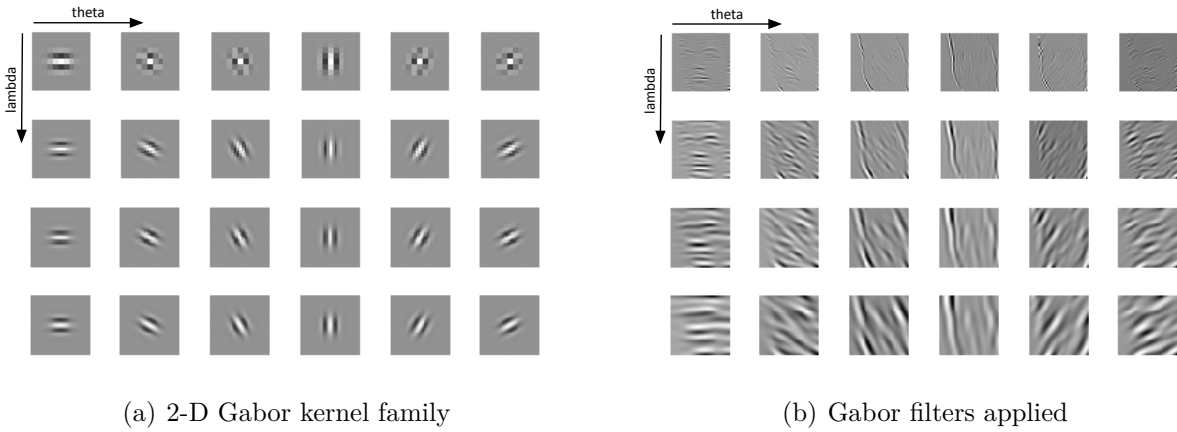 theta
lambda
theta
lambda
(a) 2-D Gabor kernel family
(b) Gabor filters applied